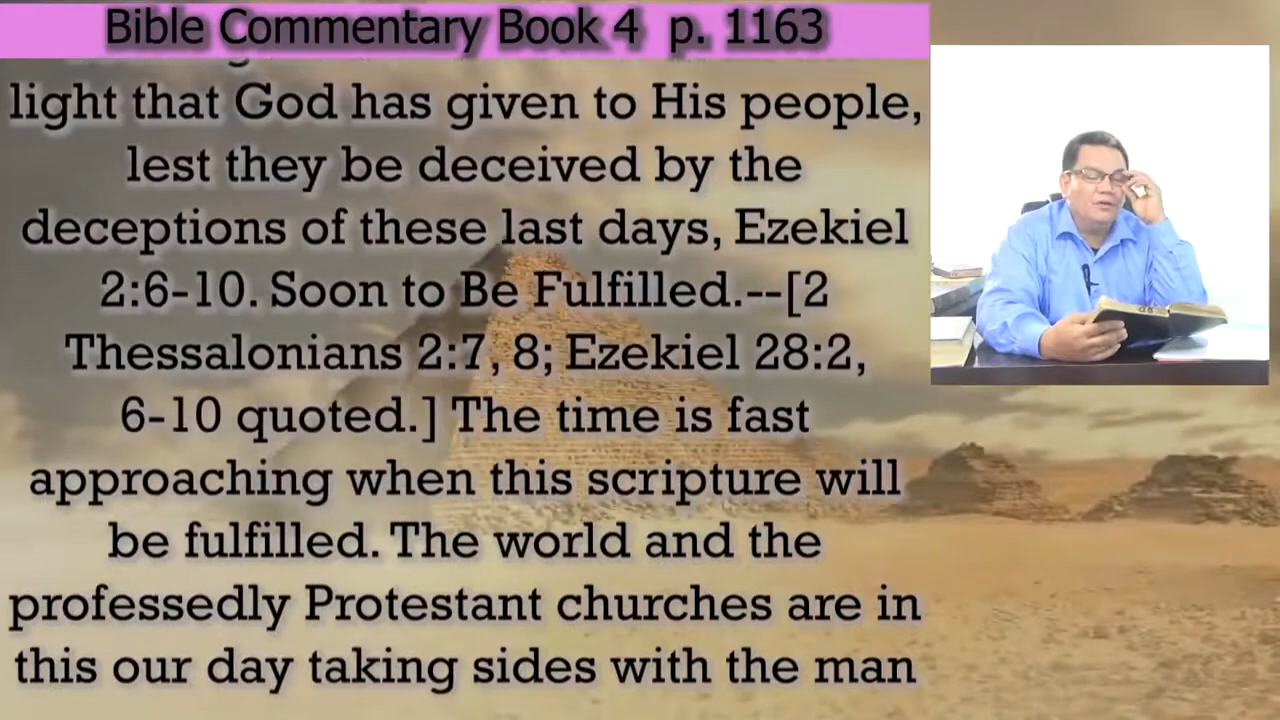 Bible Commentary Book 4 p. 1163
light that God has given to His people,
lest they be deceived by the
deceptions of these last days, Ezekiel
2:6-10. Soon to Be Fulfilled.--[2
Thessalonians 2:7, 8; Ezekiel 28:2,
6-10 quoted.] The time is fast
approaching when this scripture will
be fulfilled. The world and the
professedly Protestant churches are in
this our day taking sides with the man